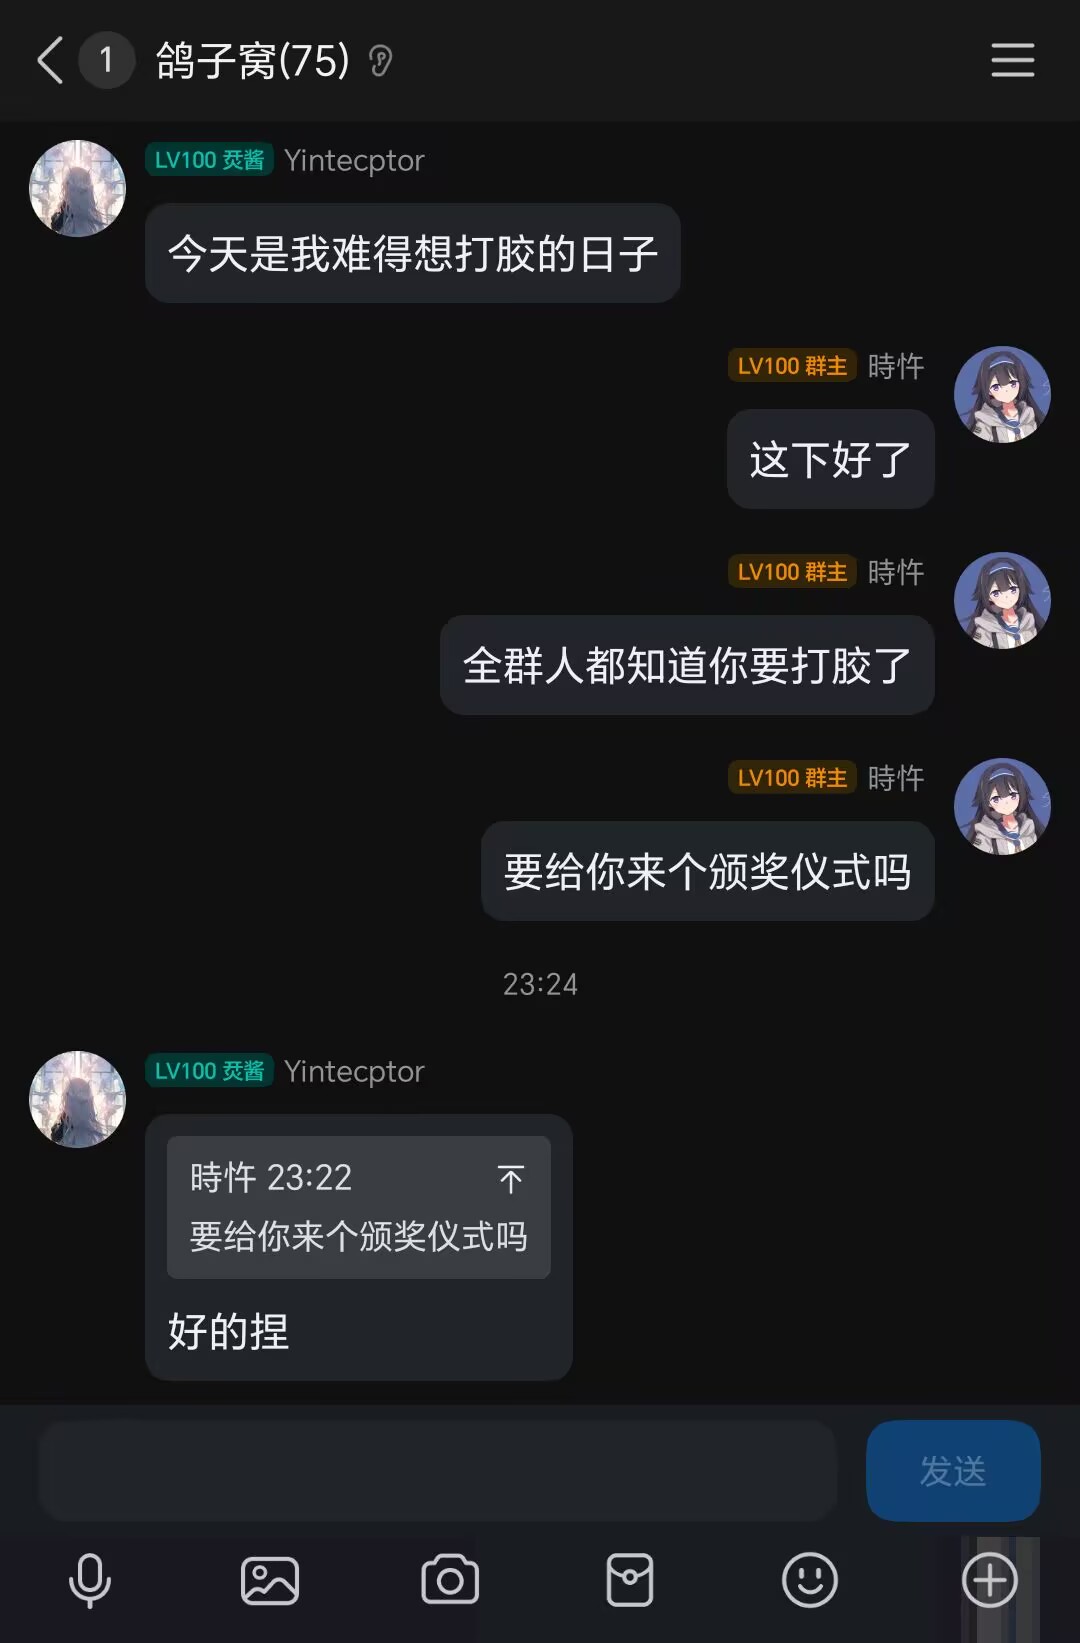 1 鸽子窝(75)
LV100 烎酱 Yintecptor
今天是我难得想打胶的日子
LV100 群主 時忤
这下好了
LV100 群主 時忤
全群人都知道你要打胶了
LV100 群主 時忤
要给你来个颁奖仪式吗
23:24
LV100 烎酱 Yintecptor
時忤 23:22
要给你来个颁奖仪式吗
好的捏
发送